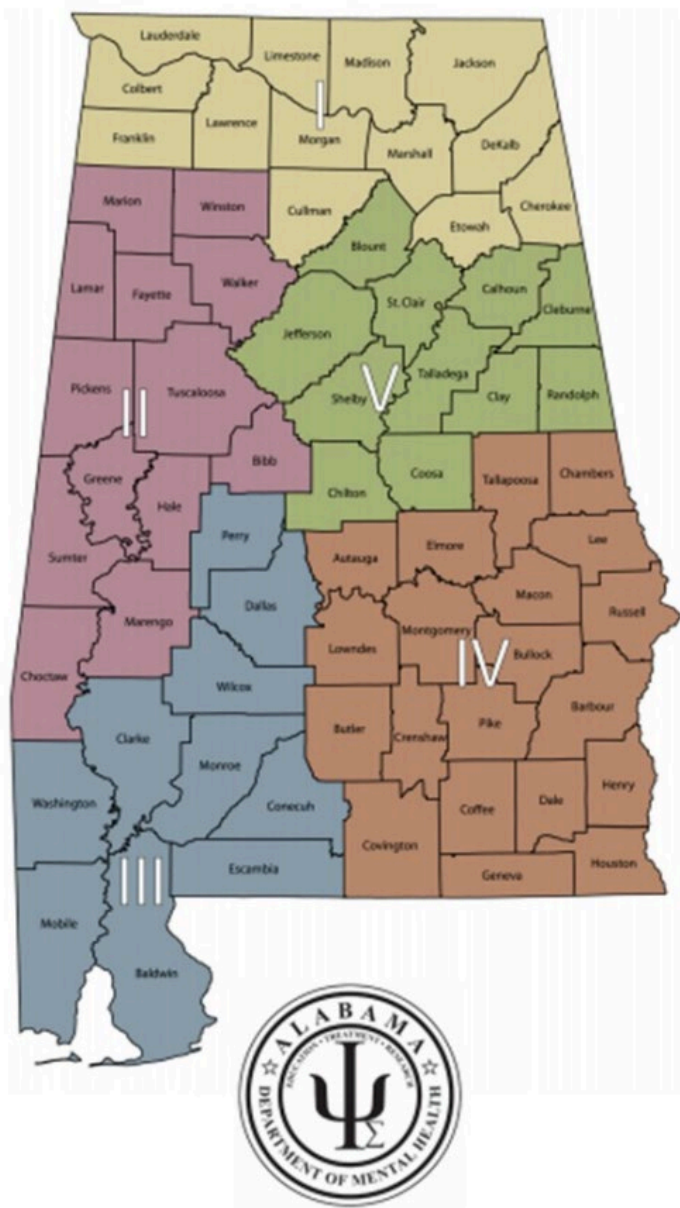 Lauderdale
Limestone
Madison
Jackson
Colbert
Lawrence
Franklin
I
Morgan
Marshall
DeKalb
Cherokee
Cullman
Etowah
Marion
Winston
Blount
Lamar
Fayette
Walker
St. Clair
Calhoun
Cleburne
Jefferson
Talladega
Pickens
II
Tuscaloosa
Shelby
V
Clay
Randolph
Bibb
Greene
Hale
Chilton
Coosa
Tallapoosa
Chambers
Sumter
Perry
Autauga
Elmore
Lee
Macon
Russell
Marengo
Dallas
Lowndes
Montgomery
IV
Bullock
Choctaw
Wilcox
Clarke
Butler
Crenshaw
Pike
Barbour
Monroe
Washington
Conecuh
Coffee
Dale
Henry
Covington
Escambia
III
Geneva
Houston
Mobile
Baldwin
ALABAMA
EDUCATION • TREATMENT • RESEARCH
Ψ
Σ
DEPARTMENT OF MENTAL HEALTH